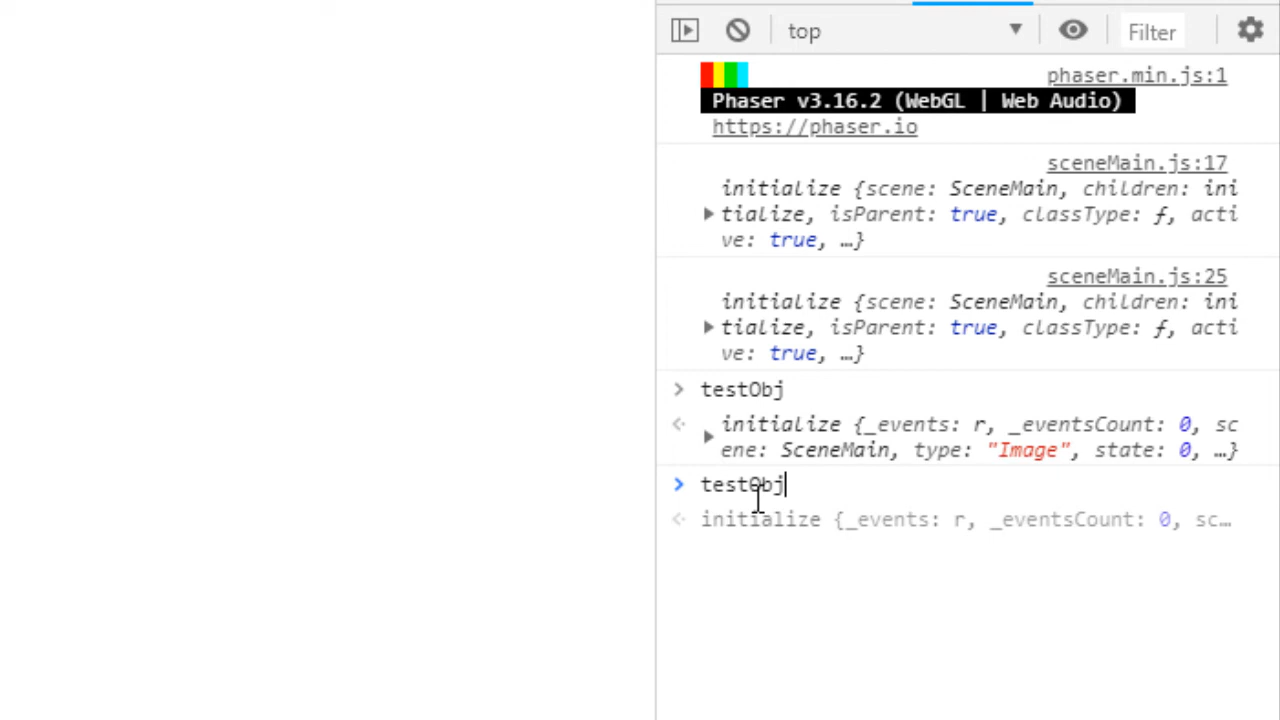 top
Filter
phaser.min.js:1
Phaser v3.16.2 (WebGL | Web Audio)
https://phaser.io
sceneMain.js:17
initialize {scene: SceneMain, children: ini
tialize, isParent: true, classType: ƒ, acti
ve: true, …}
sceneMain.js:25
initialize {scene: SceneMain, children: ini
tialize, isParent: true, classType: ƒ, acti
ve: true, …}
> testObj
initialize {_events: r, _eventsCount: 0, sc
ene: SceneMain, type: "Image", state: 0, …}
> testObj
initialize {_events: r, _eventsCount: 0, sc…